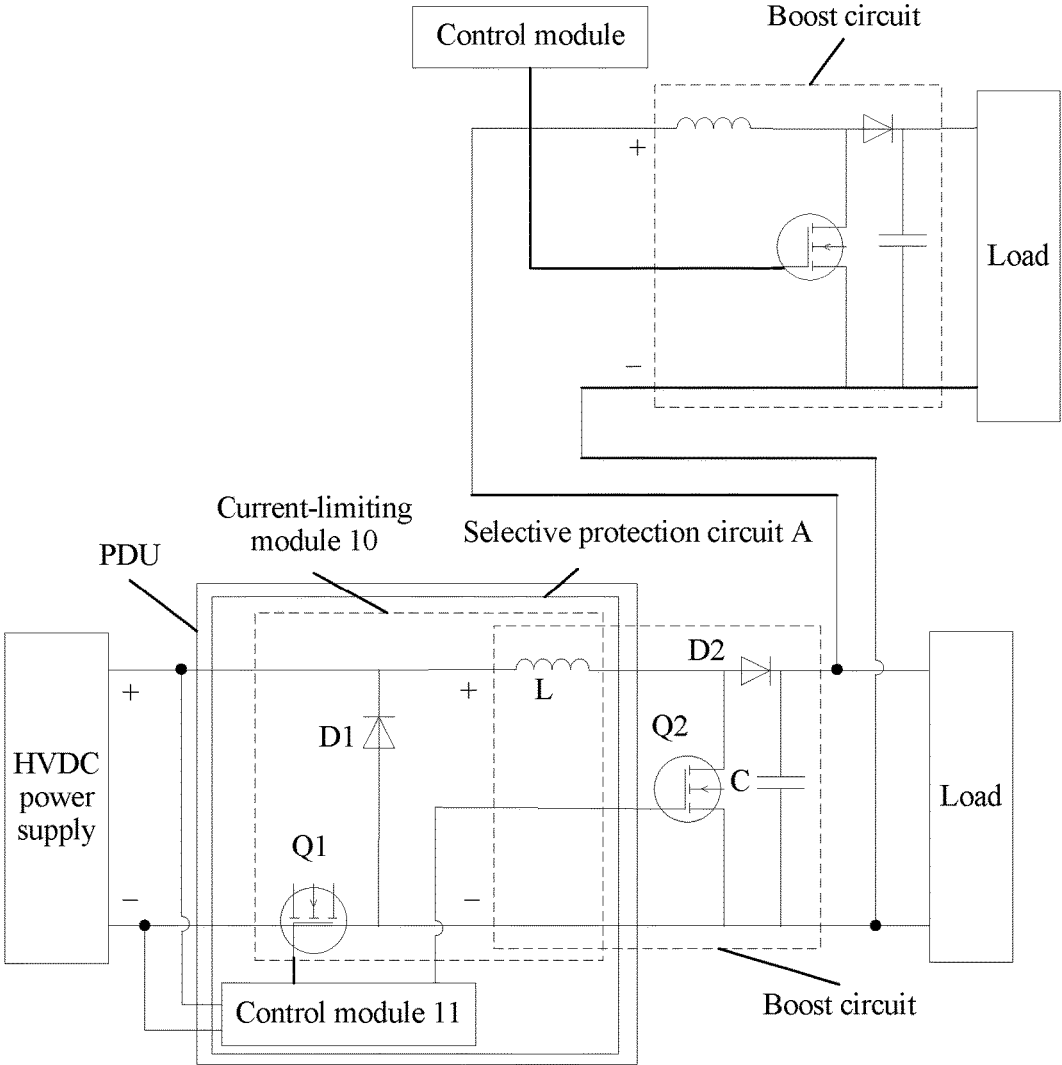 Boost circuit
Control module
+
Load
−
Current-limiting
module 10
Selective protection circuit A
PDU
D2
+
+
L
D1
Q2
HVDC
power
supply
C
Load
Q1
−
−
Control module 11
Boost circuit